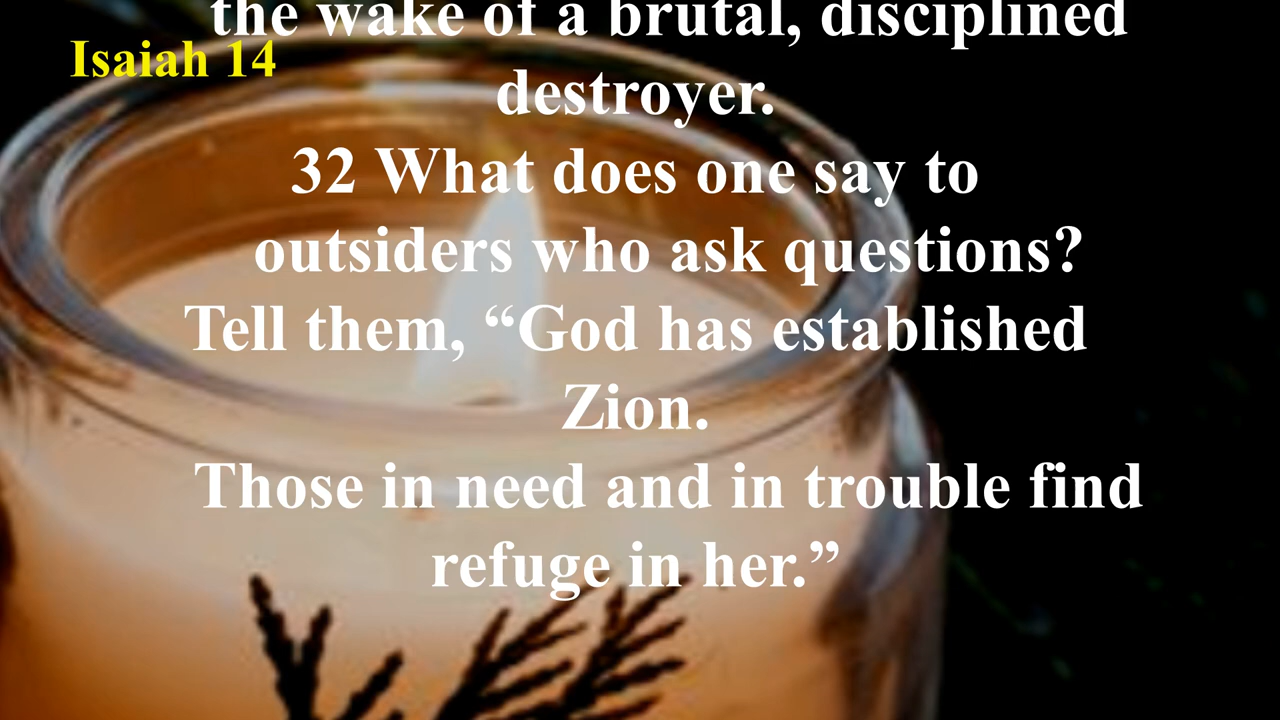 the wake of a brutal, disciplined
Isaiah 14
destroyer.
32 What does one say to
outsiders who ask questions?
Tell them, “God has established
Zion.
Those in need and in trouble find
refuge in her.”